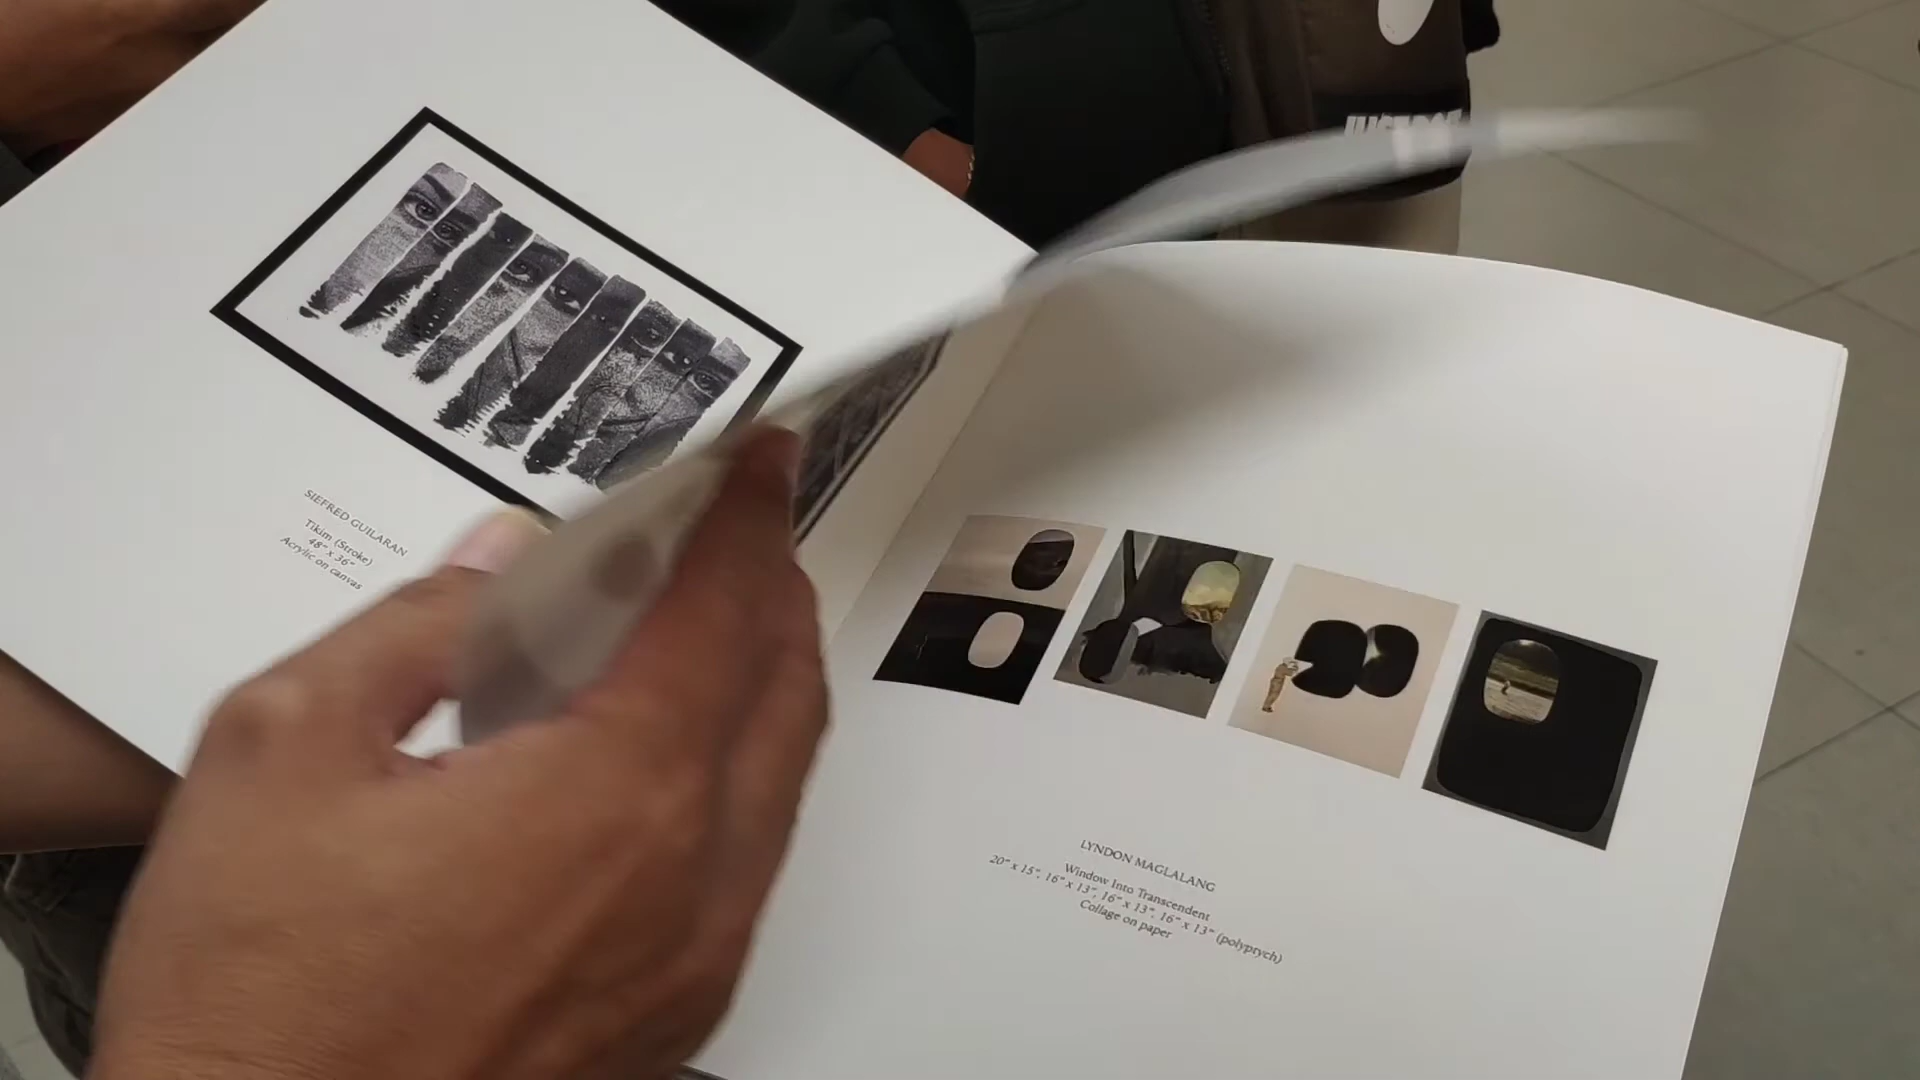 SIEFRED GUILARAN
Tikim (Stroke)
48" x 36"
Acrylic on canvas
LYNDON MAGLALANG
Window Into Transcendent
20" x 15", 16" x 13", 16" x 13", 16" x 13" (polyptych)
Collage on paper